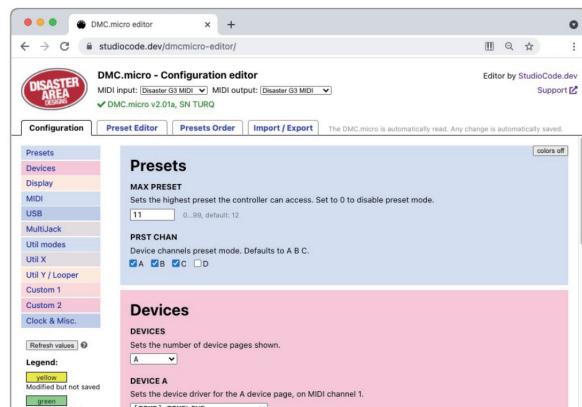 DMC.micro editor
studiocode.dev/dmcmicro-editor/
DISASTER
AREA
DESIGNS
DMC.micro - Configuration editor
MIDI input: Disaster G3 MIDI MIDI output: Disaster G3 MIDI
✓ DMC.micro v2.01a, SN TURQ
Editor by StudioCode.dev
Support
Configuration
Preset Editor
Presets Order
Import / Export
The DMC.micro is automatically read. Any change is automatically saved.
Presets
Devices
Display
MIDI
USB
MultiJack
Util modes
Util X
Util Y / Looper
Custom 1
Custom 2
Clock & Misc.
Refresh values
Legend:
yellow
Modified but not saved
green
colors off
Presets
MAX PRESET
Sets the highest preset the controller can access. Set to 0 to disable preset mode.
11 0...99, default: 12
PRST CHAN
Device channels preset mode. Defaults to A B C.
A B C D
Devices
DEVICES
Sets the number of device pages shown.
A
DEVICE A
Sets the device driver for the A device page, on MIDI channel 1.